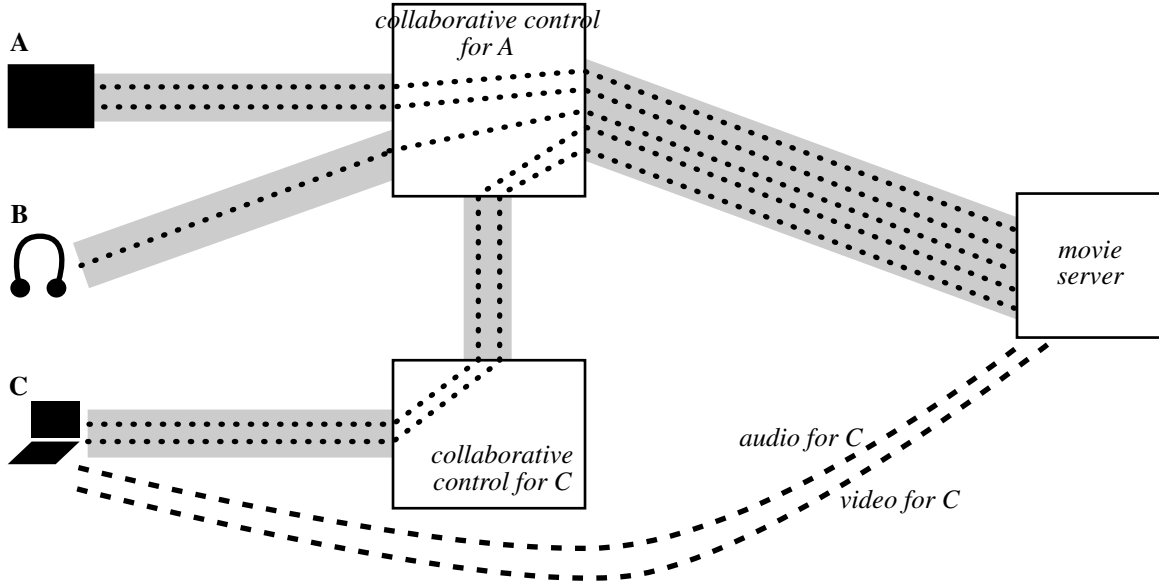 A
collaborative control
for A
B
movie
server
C
audio for C
collaborative
control for C
video for C